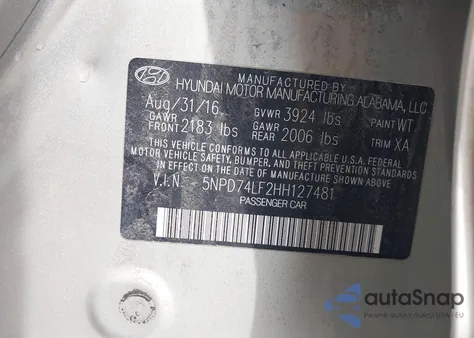 MANUFACTURED BY
HYUNDAI MOTOR MANUFACTURING ALABAMA, LLC
Aug/31/16 GVWR 3924 lbs PAINT WT
GAWR FRONT 2183 lbs GAWR REAR 2006 lbs TRIM XA
THIS VEHICLE CONFORMS TO ALL APPLICABLE FEDERAL
MOTOR VEHICLE SAFETY, BUMPER, AND THEFT PREVENTION
STANDARDS IN EFFECT ON THE DATE OF MANUFACTURE SHOWN ABOVE.
V.I.N. 5NPD74LF2HH127481
PASSENGER CAR
autoSnap